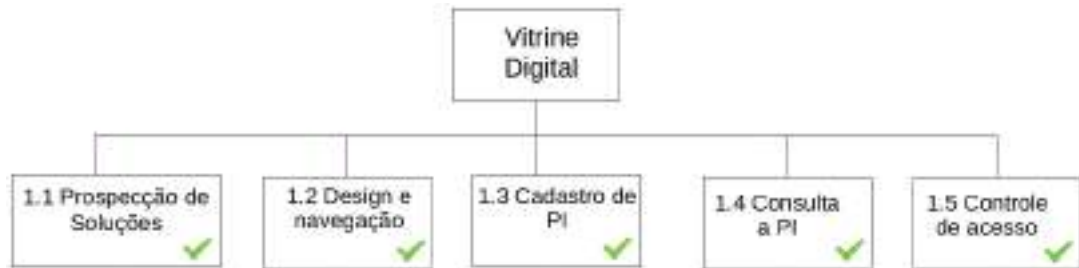 Vitrine
Digital
1.1 Prospecção de
Soluções
1.2 Design e
navegação
1.3 Cadastro de
PI
1.4 Consulta
a PI
1.5 Controle
de acesso